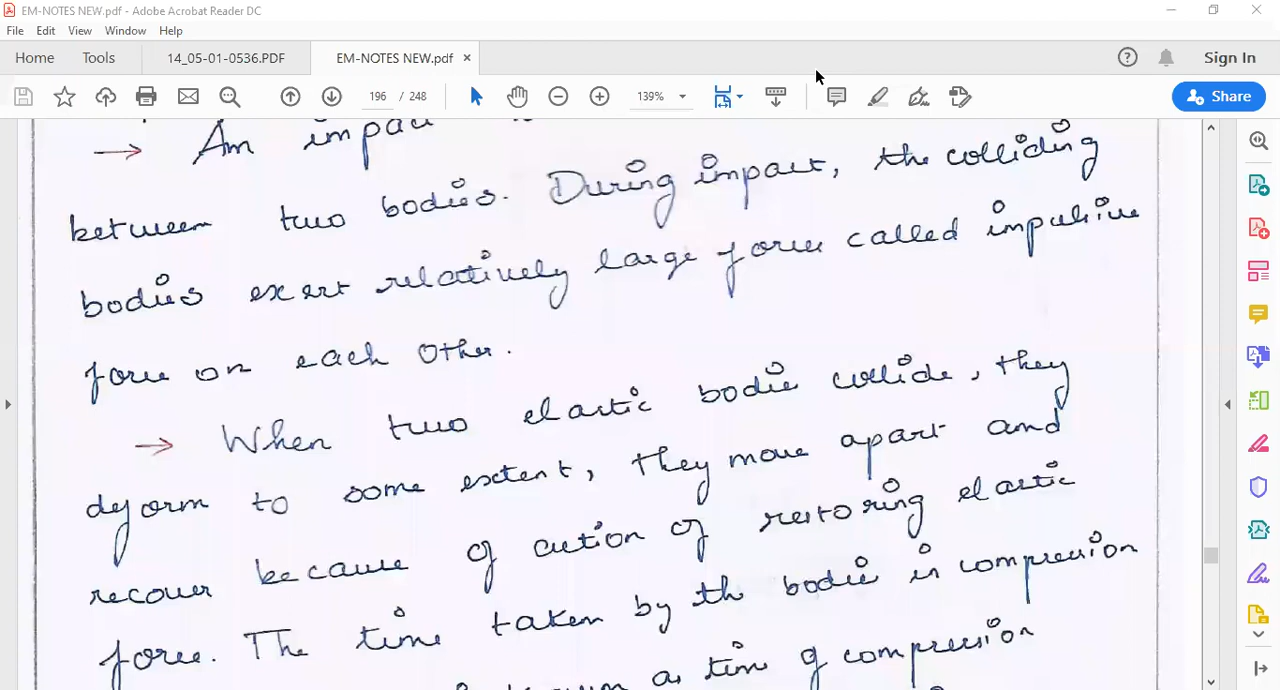 EM-NOTES NEW.pdf - Adobe Acrobat Reader DC
File Edit View Window Help
Home Tools 14_05-01-0536.PDF EM-NOTES NEW.pdf × Sign In
196 / 248 139% Share
→ An impact
between two bodies. During impact, the colliding
bodies exert relatively large force called impulsive
force on each other.
→ When two elastic bodie collide, they
deform to some extent, they move apart and
recover because of action of restoring elastic
force. The time taken by the bodie in compression
known as time of compression